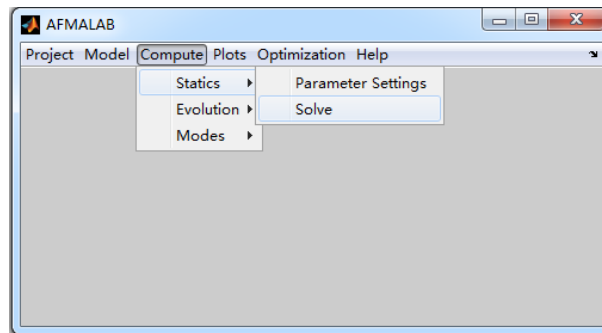 AFMALAB
Project Model Compute Plots Optimization Help
Statics Parameter Settings
Evolution Solve
Modes